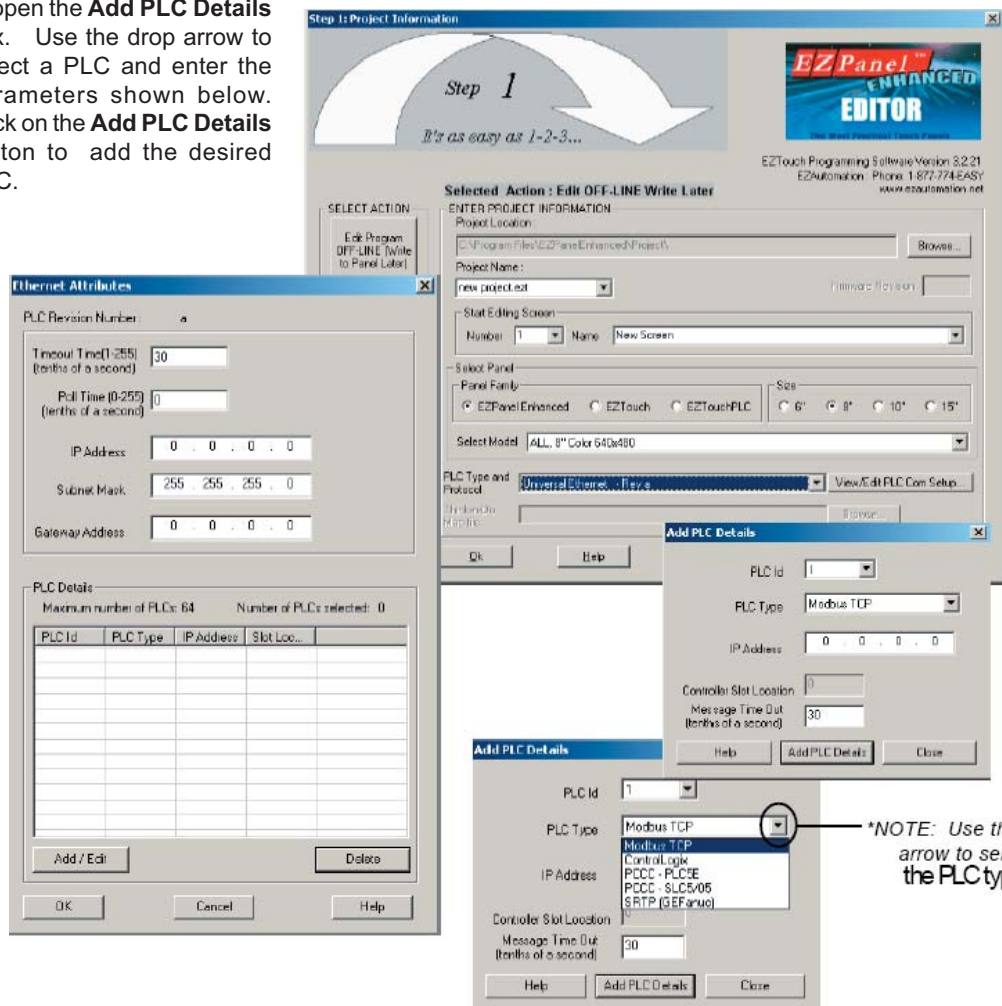 open the Add PLC Details
x. Use the drop arrow to
ect a PLC and enter the
rameters shown below.
ck on the Add PLC Details
ton to add the desired
C.
Step 1: Project Information
Step 1
It's as easy as 1-2-3...
EZPanel™
ENHANCED
EDITOR
The Most Practical Touch Panels
EZTouch Programming Software Version 3.2.21
EZAutomation: Phone: 1-877-774-EASY
www.ezautomation.net
Selected Action : Edit OFF-LINE Write Later
SELECT ACTION
Edit Program
OFF-LINE (Write
to Panel Later)
ENTER PROJECT INFORMATION
Project Location :
C:\Program Files\EZPanelEnhanced\Project\
Browse...
Project Name :
new project.ezt
Firmware Revision
Start Editing Screen
Number 1 Name New Screen
Select Panel
Panel Family
EZPanelEnhanced EZTouch EZTouchPLC
Size
6" 8" 10" 15"
Select Model ALL, 8" Color 640x480
PLC Type and
Protocol
Universal Ethernet - Rev a
View/Edit PLC Com Setup...
Browse...
Ok Help
Ethernet Attributes
PLC Revision Number: a
Timeout Time(1-255)
(tenths of a second)
30
Poll Time (0-255)
(tenths of a second)
0
IP Address 0 . 0 . 0 . 0
Subnet Mask 255 . 255 . 255 . 0
Gateway Address 0 . 0 . 0 . 0
PLC Details
Maximum number of PLCs: 64 Number of PLCs selected: 0
PLC Id PLC Type IP Address Slot Loc...
Add / Edit Delete
OK Cancel Help
Add PLC Details
PLC Id 1
PLC Type Modbus TCP
IP Address 0 . 0 . 0 . 0
Controller Slot Location 0
Message Time Out
(tenths of a second)
30
Help Add PLC Details Close
Add PLC Details
PLC Id 1
PLC Type Modbus TCP
Modbus TCP
ControlLogix
PCCC - PLC5E
PCCC - SLC5/05
SRTP (GEFanuc)
IP Address
Controller Slot Location 0
Message Time Out
(tenths of a second)
30
Help Add PLC Details Close
*NOTE: Use th
arrow to se
the PLC ty